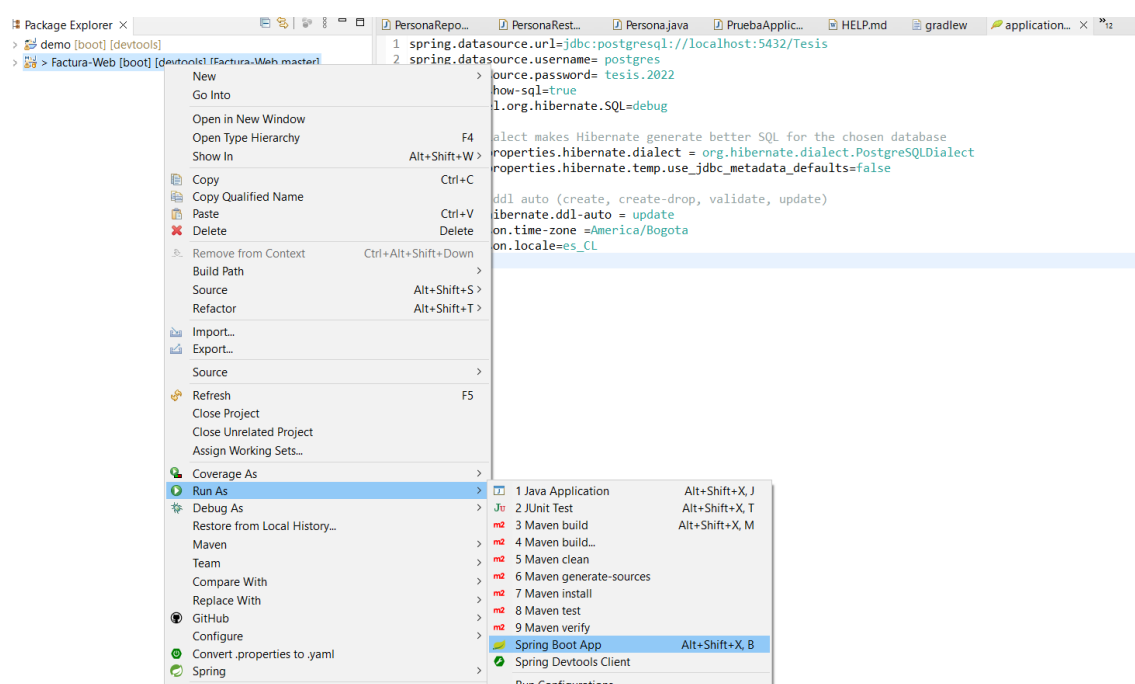 Package Explorer
PersonaRepo...
PersonaRest...
Persona.java
PruebaApplic...
HELP.md
gradlew
application...
12
demo [boot] [devtools]
> Factura-Web [boot] [devtools] [Factura-Web master]
1 spring.datasource.url=jdbc:postgresql://localhost:5432/Tesis
2 spring.datasource.username= postgres
ource.password= tesis.2022
how-sql=true
l.org.hibernate.SQL=debug
alect makes Hibernate generate better SQL for the chosen database
roperties.hibernate.dialect = org.hibernate.dialect.PostgreSQLDialect
roperties.hibernate.temp.use_jdbc_metadata_defaults=false
ddl auto (create, create-drop, validate, update)
ibernate.ddl-auto = update
on.time-zone =America/Bogota
on.locale=es_CL
New
Go Into
Open in New Window
Open Type Hierarchy F4
Show In Alt+Shift+W
Copy Ctrl+C
Copy Qualified Name
Paste Ctrl+V
Delete Delete
Remove from Context Ctrl+Alt+Shift+Down
Build Path
Source Alt+Shift+S
Refactor Alt+Shift+T
Import...
Export...
Source
Refresh F5
Close Project
Close Unrelated Project
Assign Working Sets...
Coverage As
Run As
Debug As
Restore from Local History...
Maven
Team
Compare With
Replace With
GitHub
Configure
Convert .properties to .yaml
Spring
1 Java Application Alt+Shift+X, J
2 JUnit Test Alt+Shift+X, T
3 Maven build Alt+Shift+X, M
4 Maven build...
5 Maven clean
6 Maven generate-sources
7 Maven install
8 Maven test
9 Maven verify
Spring Boot App Alt+Shift+X, B
Spring Devtools Client
Run Configurations...